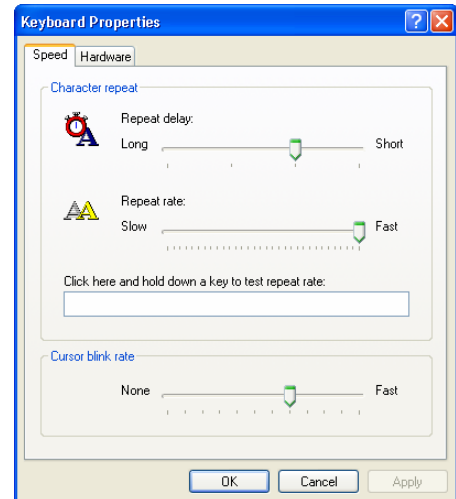 Keyboard Properties
Speed Hardware
Character repeat
Repeat delay:
Long Short
Repeat rate:
Slow Fast
Click here and hold down a key to test repeat rate:
Cursor blink rate
None Fast
OK Cancel Apply